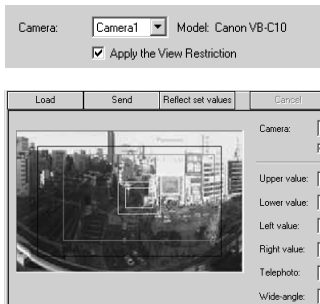 Camera: Camera1 Model: Canon VB-C10
Apply the View Restriction
Load Send Reflect set values Cancel
Camera:
Upper value:
Lower value:
Left value:
Right value:
Telephoto:
Wide-angle: